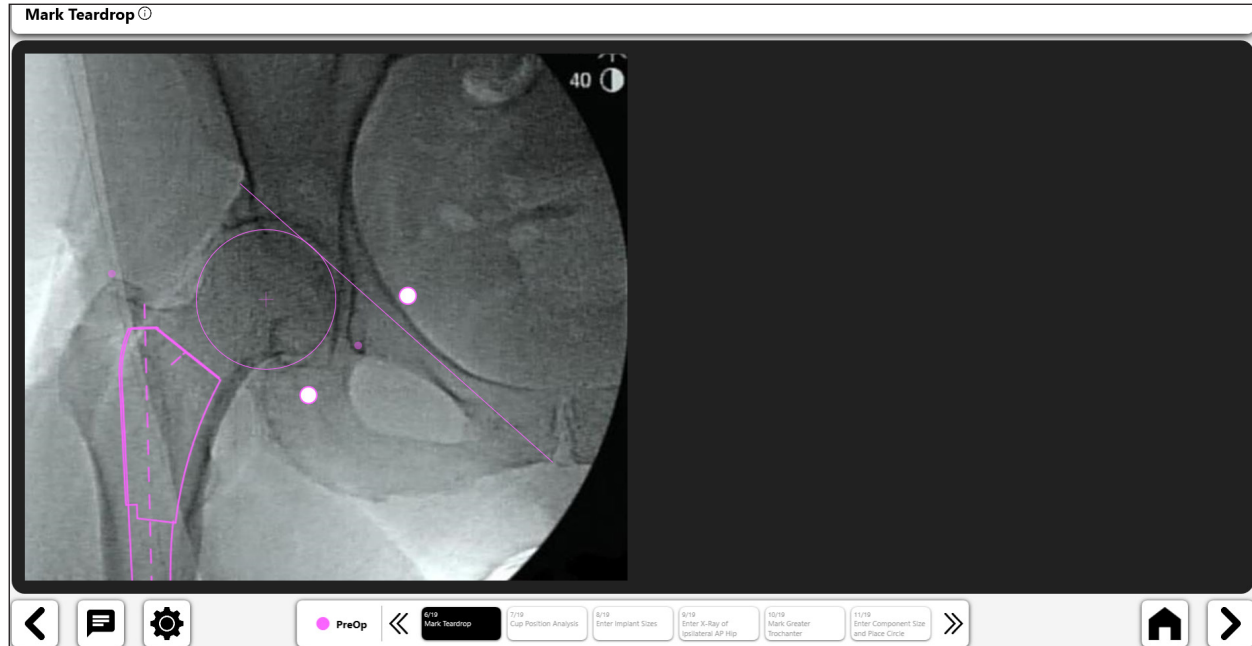 Mark Teardrop
40
PreOp
6/19
Mark Teardrop
7/19
Cup Position Analysis
8/19
Enter Implant Sizes
9/19
Enter X-Ray of
Ipsilateral AP Hip
10/19
Mark Greater
Trochanter
11/19
Enter Component Size
and Place Circle